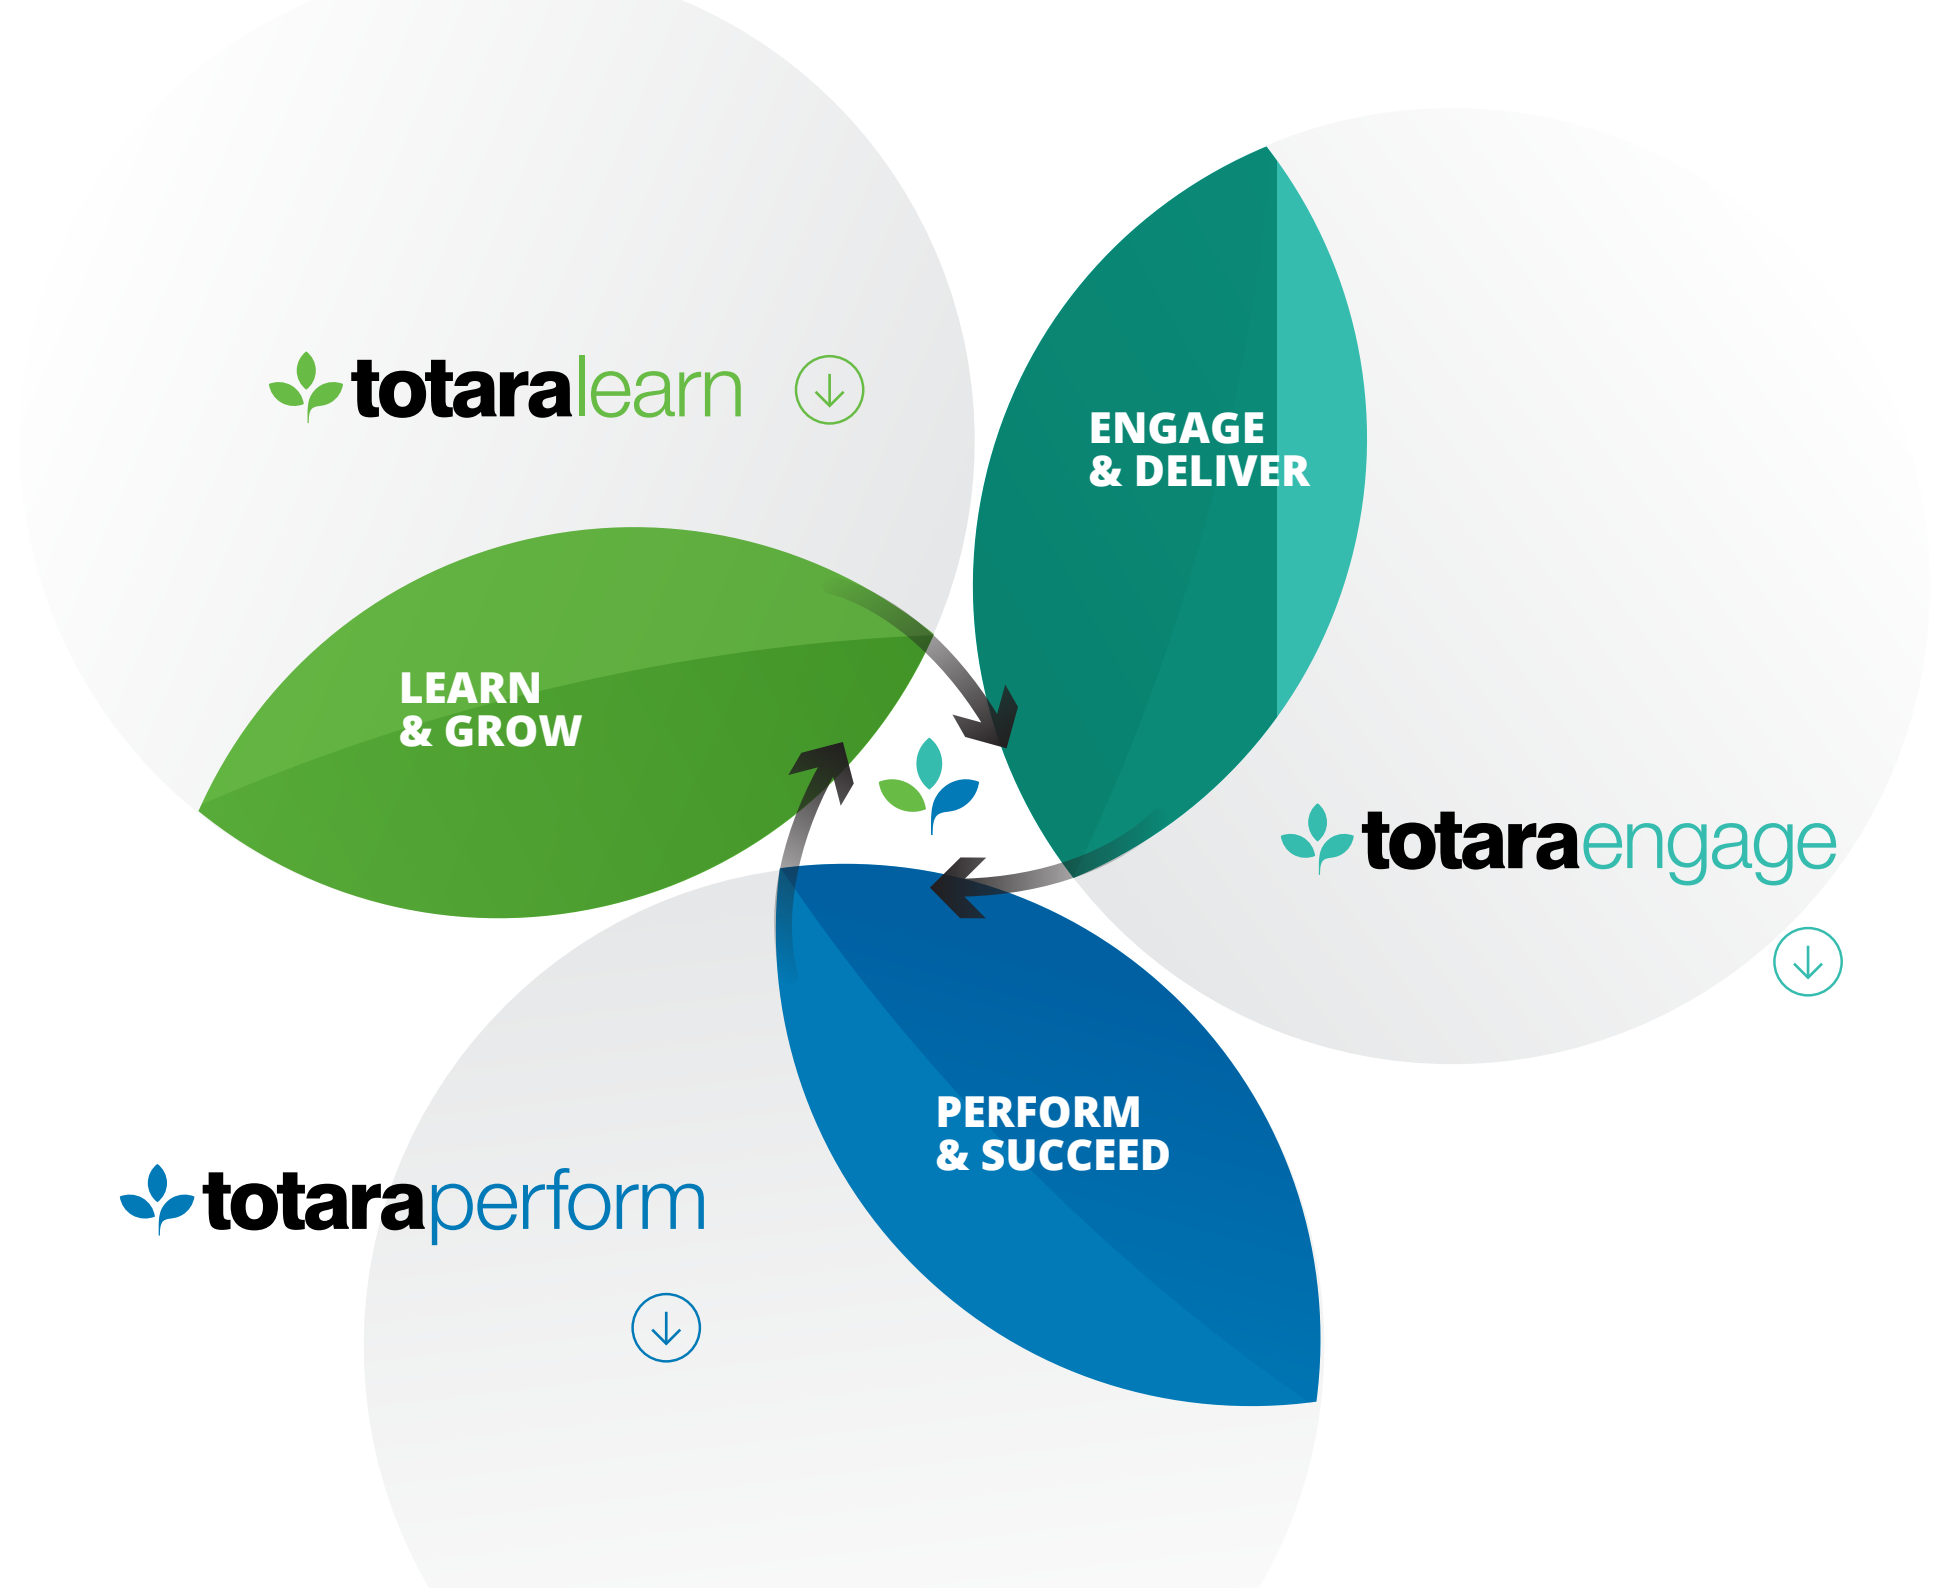 totaralearn
ENGAGE
& DELIVER
LEARN
& GROW
totaraengage
PERFORM
& SUCCEED
totaraperform